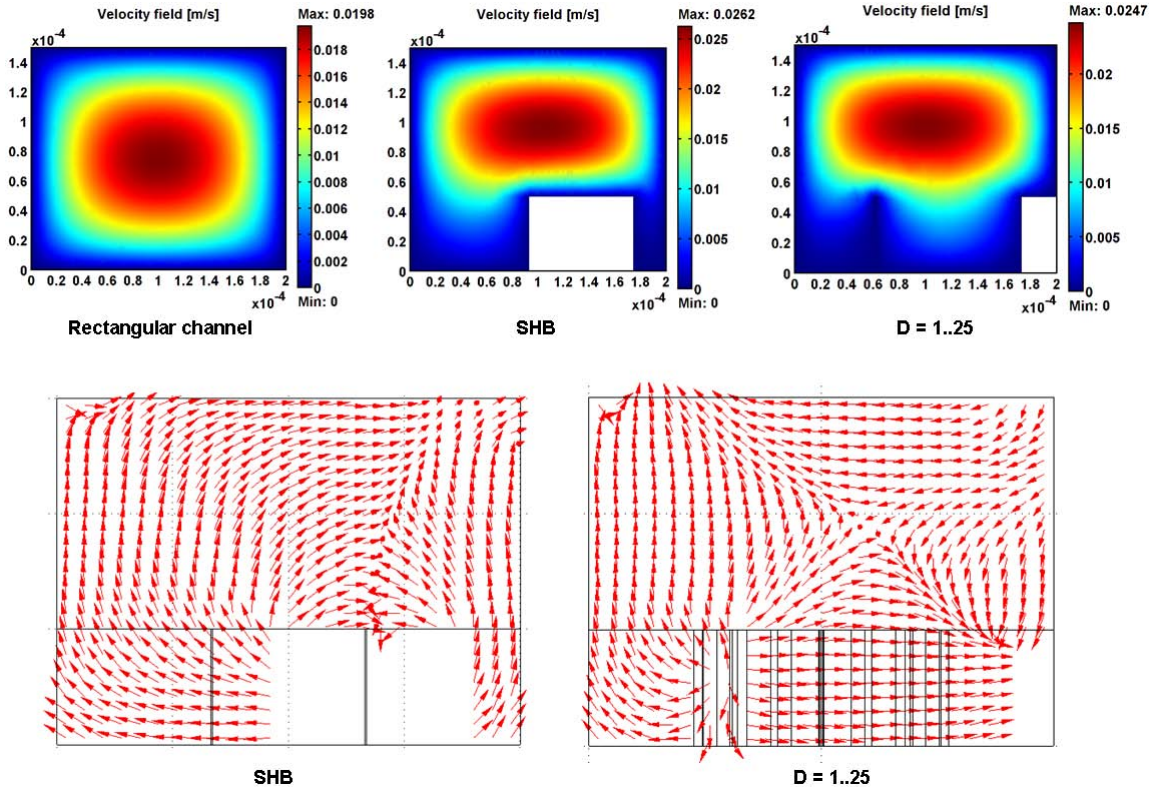 Velocity field [m/s]
Max: 0.0198
x10-4
1.4
1.2
1
0.8
0.6
0.4
0.2
0
0 0.2 0.4 0.6 0.8 1 1.2 1.4 1.6 1.8 2
x10-4
0.018
0.016
0.014
0.012
0.01
0.008
0.006
0.004
0.002
0
Min: 0
Rectangular channel
Velocity field [m/s]
Max: 0.0262
x10-4
1.4
1.2
1
0.8
0.6
0.4
0.2
0
0 0.2 0.4 0.6 0.8 1 1.2 1.4 1.6 1.8 2
x10-4
0.025
0.02
0.015
0.01
0.005
0
Min: 0
SHB
Velocity field [m/s]
Max: 0.0247
x10-4
1.4
1.2
1
0.8
0.6
0.4
0.2
0
0 0.2 0.4 0.6 0.8 1 1.2 1.4 1.6 1.8 2
x10-4
0.02
0.015
0.01
0.005
0
Min: 0
D = 1..25
SHB
D = 1..25